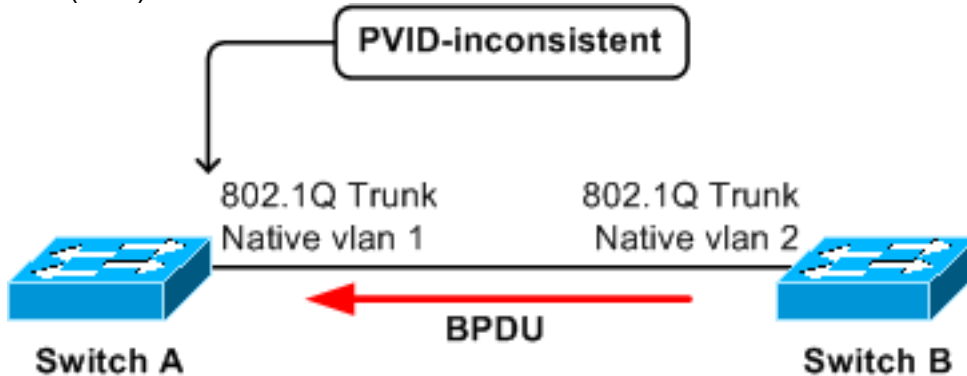 PVID-inconsistent
802.1Q Trunk
Native vlan 1
802.1Q Trunk
Native vlan 2
BPDU
Switch A
Switch B